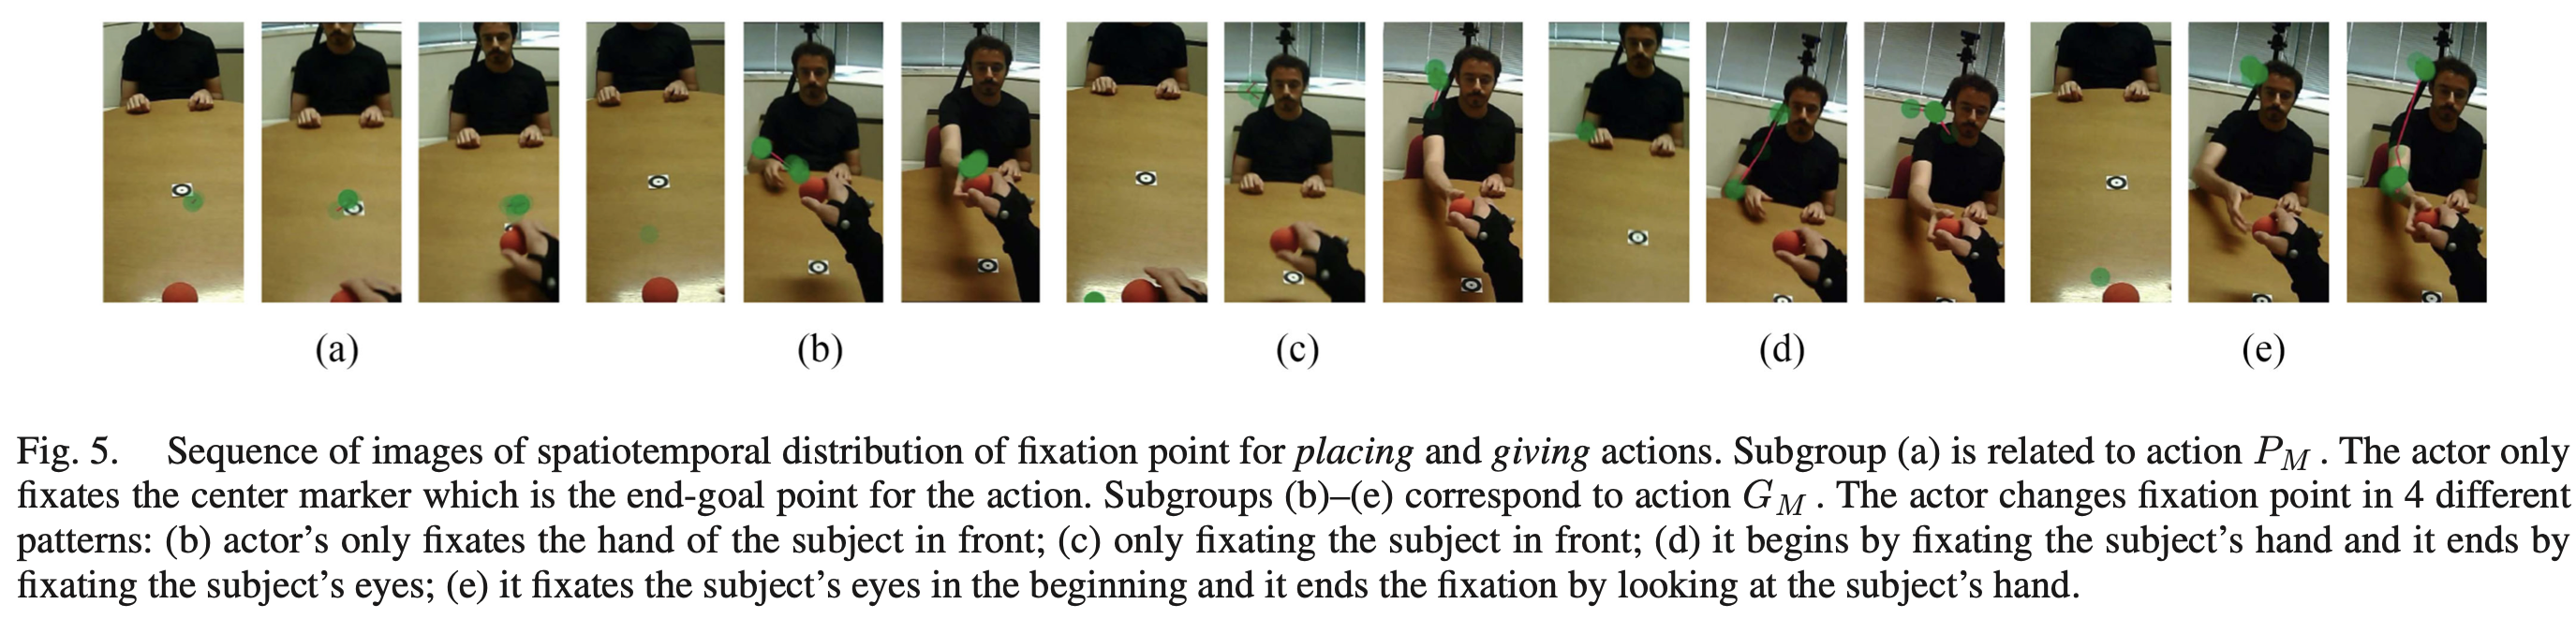 (a) (b) (c) (d) (e)
Fig. 5. Sequence of images of spatiotemporal distribution of fixation point for placing and giving actions. Subgroup (a) is related to action P_M . The actor only
fixates the center marker which is the end-goal point for the action. Subgroups (b)–(e) correspond to action G_M . The actor changes fixation point in 4 different
patterns: (b) actor's only fixates the hand of the subject in front; (c) only fixating the subject in front; (d) it begins by fixating the subject's hand and it ends by
fixating the subject's eyes; (e) it fixates the subject's eyes in the beginning and it ends the fixation by looking at the subject's hand.